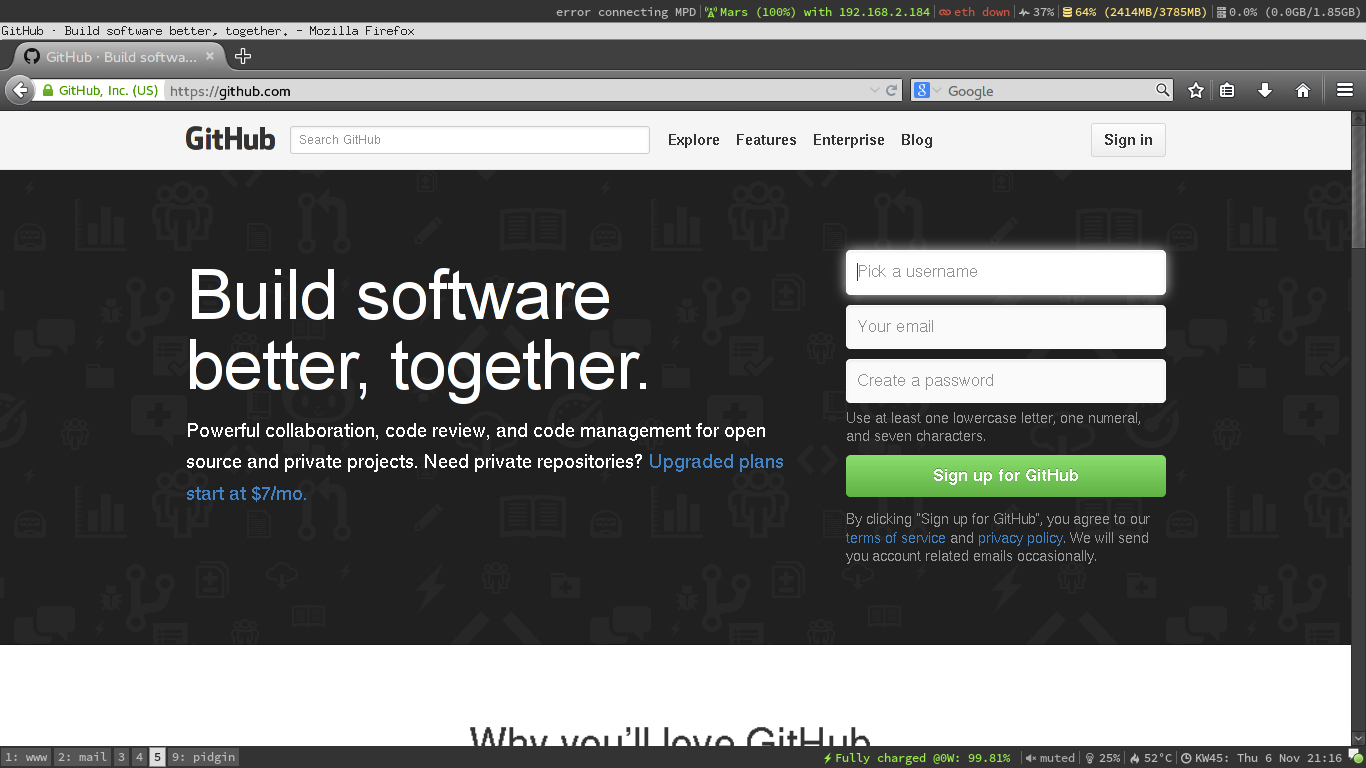 error connecting MPD Mars (100%) with 192.168.2.184 eth down 37% 64% (2414MB/3785MB) 0.0% (0.0GB/1.85GB)
GitHub · Build software better, together. - Mozilla Firefox
GitHub · Build softwa...
GitHub, Inc. (US) https://github.com Google
GitHub Search GitHub Explore Features Enterprise Blog Sign in
Build software
better, together.
Powerful collaboration, code review, and code management for open
source and private projects. Need private repositories? Upgraded plans
start at $7/mo.
Pick a username
Your email
Create a password
Use at least one lowercase letter, one numeral,
and seven characters.
Sign up for GitHub
By clicking "Sign up for GitHub", you agree to our
terms of service and privacy policy. We will send
you account related emails occasionally.
Why you'll love GitHub
1: www 2: mail 3 4 5 9: pidgin Fully charged @0W: 99.81% muted 25% 52°C KW45: Thu 6 Nov 21:16